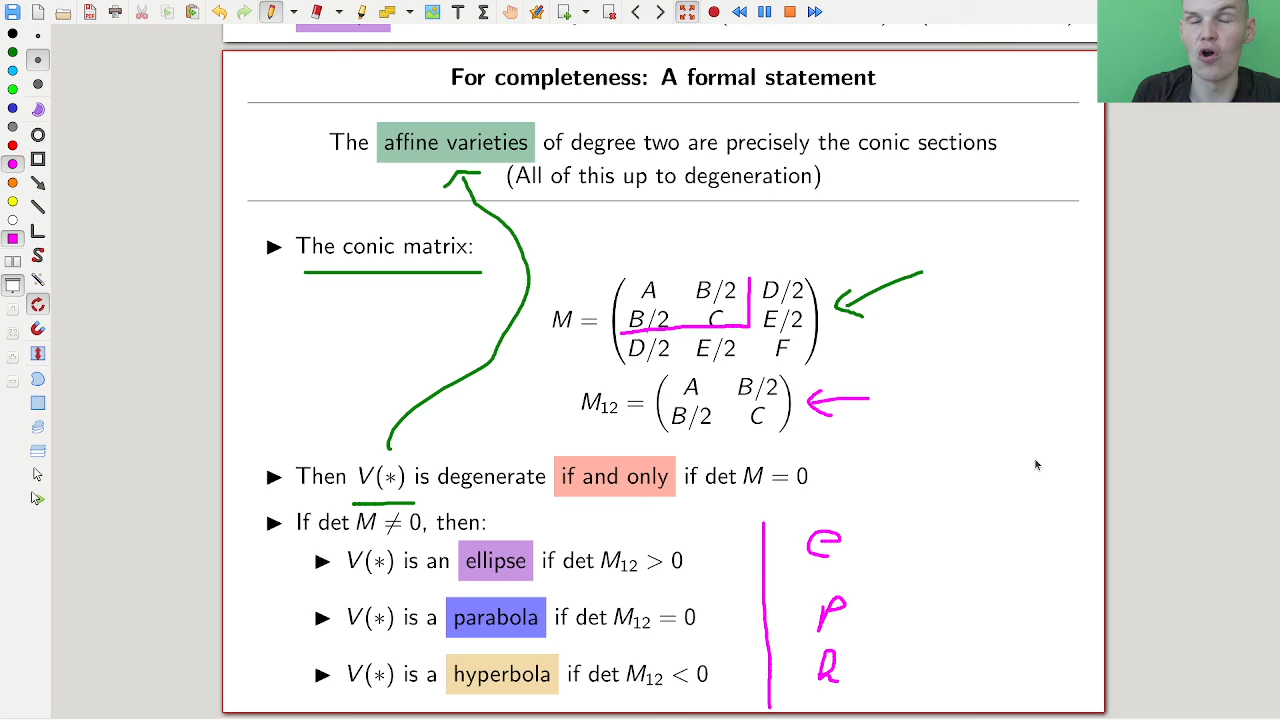 For completeness: A formal statement
The affine varieties of degree two are precisely the conic sections
(All of this up to degeneration)
▶ The conic matrix:
M = ( A B/2 D/2
B/2 C E/2
D/2 E/2 F )
M₁₂ = ( A B/2
B/2 C )
▶ Then V(∗) is degenerate if and only if det M = 0
▶ If det M ≠ 0, then:
▶ V(∗) is an ellipse if det M₁₂ > 0
▶ V(∗) is a parabola if det M₁₂ = 0
▶ V(∗) is a hyperbola if det M₁₂ < 0
e
p
h